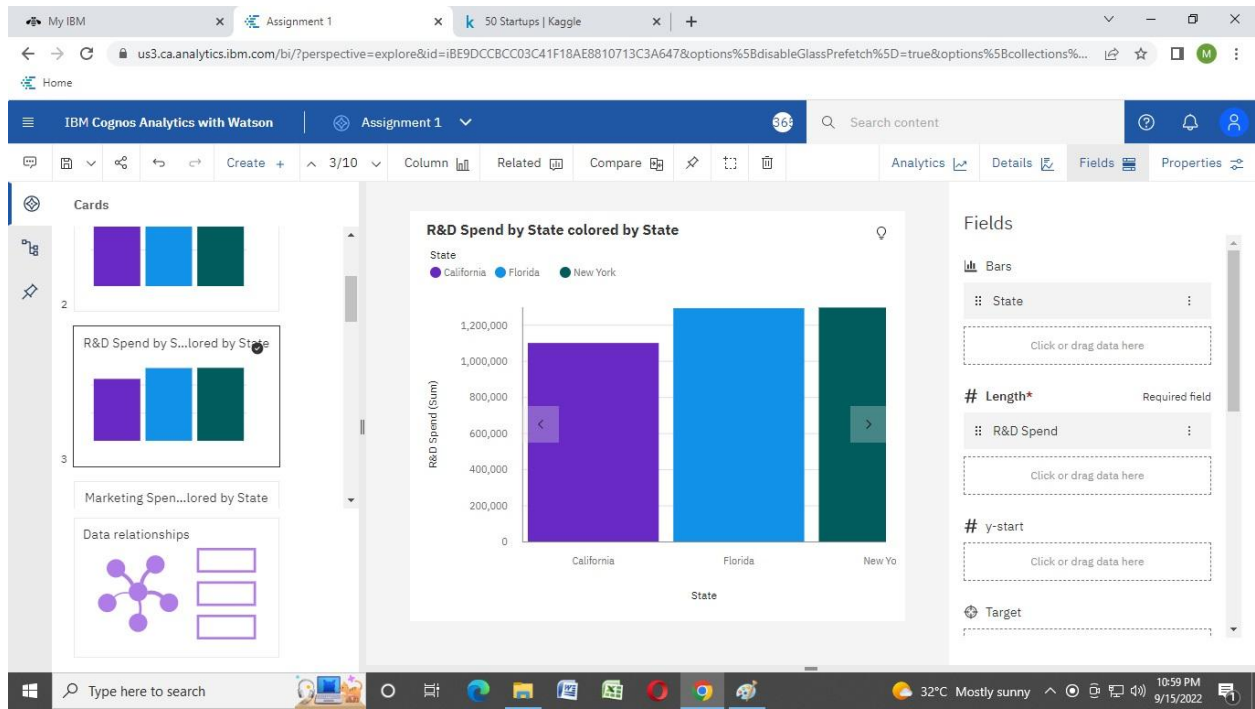 My IBM
Assignment 1
50 Startups | Kaggle
us3.ca.analytics.ibm.com/bi/?perspective=explore&id=iBE9DCCBCC03C41F18AE8810713C3A647&options%5BdisableGlassPrefetch%5D=true&options%5Bcollections%...
M
Home
IBM Cognos Analytics with Watson
Assignment 1
365
Search content
Create +
3/10
Column
Related
Compare
Analytics
Details
Fields
Properties
Cards
2
R&D Spend by S...lored by State
3
Marketing Spen...lored by State
Data relationships
R&D Spend by State colored by State
State
California Florida New York
1,200,000
1,000,000
800,000
600,000
400,000
200,000
0
R&D Spend (Sum)
California Florida New Yo
State
Fields
Bars
State
Click or drag data here
# Length* Required field
R&D Spend
Click or drag data here
# y-start
Click or drag data here
Target
Type here to search
32°C Mostly sunny
10:59 PM
9/15/2022
1